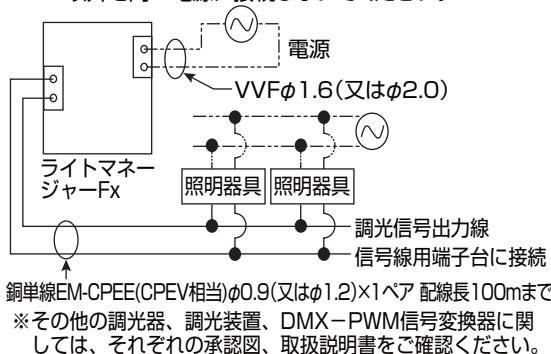 電源
VVFφ1.6(又はφ2.0)
ライトマネー
ジャーFx
照明器具
照明器具
調光信号出力線
信号線用端子台に接続
銅単線EM-CPEE(CPEV相当)φ0.9(又はφ1.2)×1ペア 配線長100mまで
※その他の調光器、調光装置、DMX−PWM信号変換器に関
しては、それぞれの承認図、取扱説明書をご確認ください。